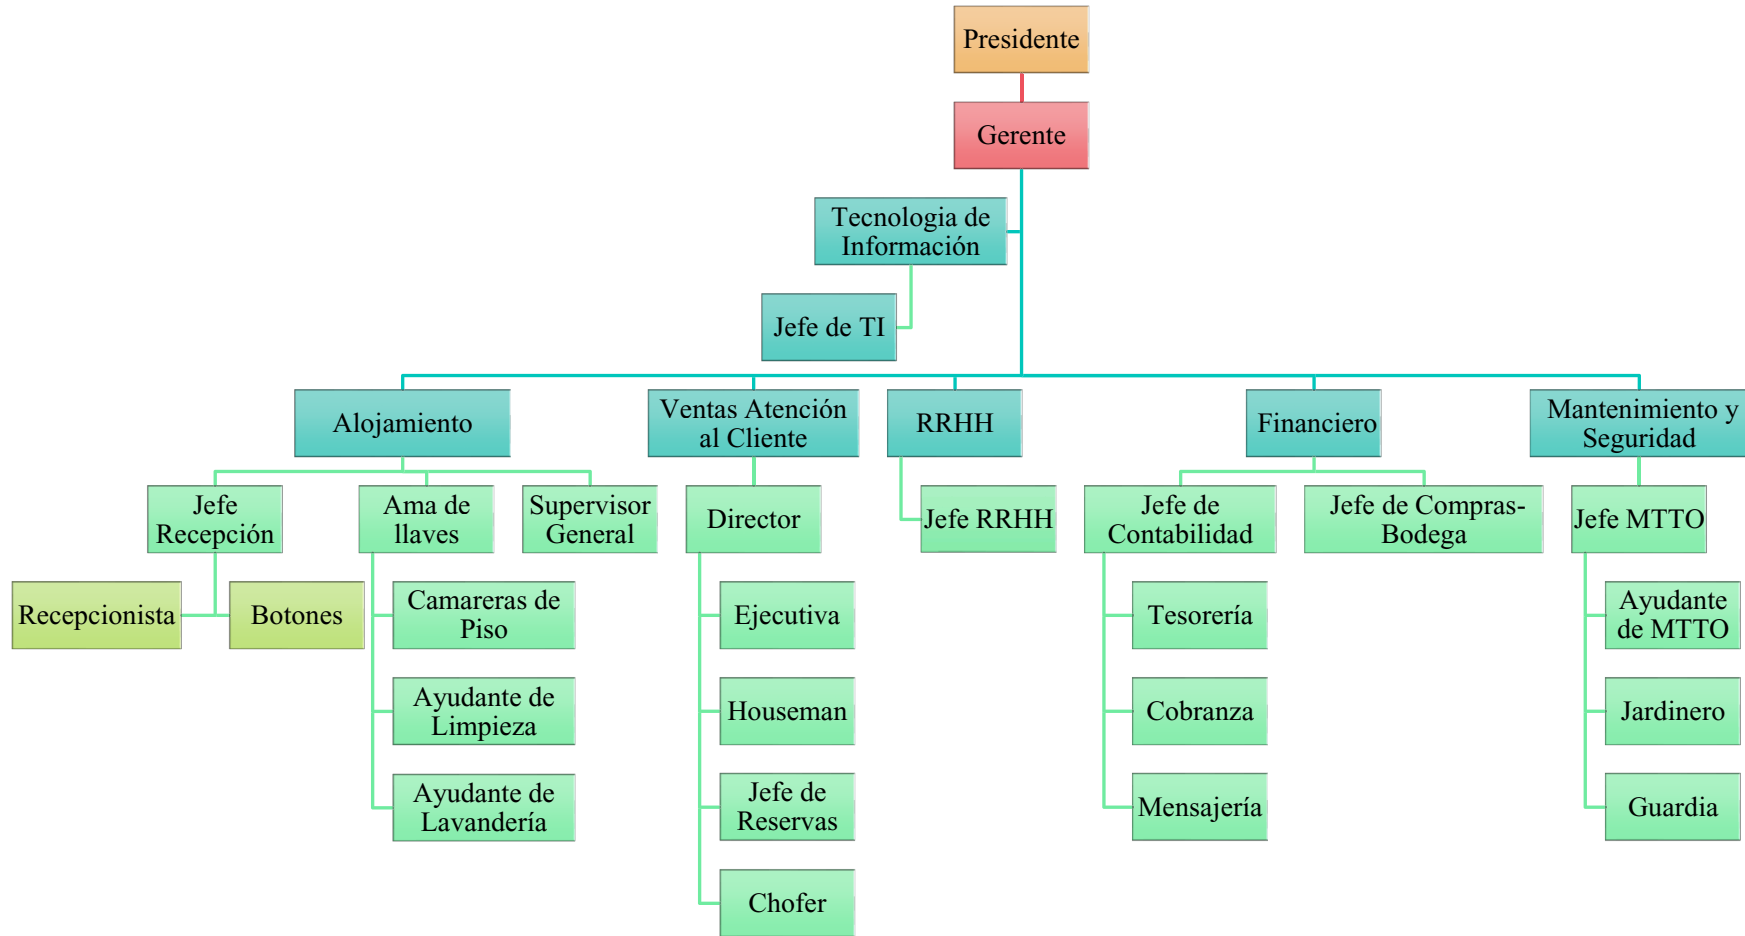 Presidente
Gerente
Tecnologia de
Información
Jefe de TI
Alojamiento
Ventas Atención
al Cliente
RRHH
Financiero
Mantenimiento y
Seguridad
Jefe
Recepción
Ama de
llaves
Supervisor
General
Director
Jefe RRHH
Jefe de
Contabilidad
Jefe de Compras-
Bodega
Jefe MTTO
Recepcionista
Botones
Camareras de
Piso
Ejecutiva
Tesorería
Ayudante
de MTTO
Ayudante de
Limpieza
Houseman
Cobranza
Jardinero
Ayudante de
Lavandería
Jefe de
Reservas
Mensajería
Guardia
Chofer